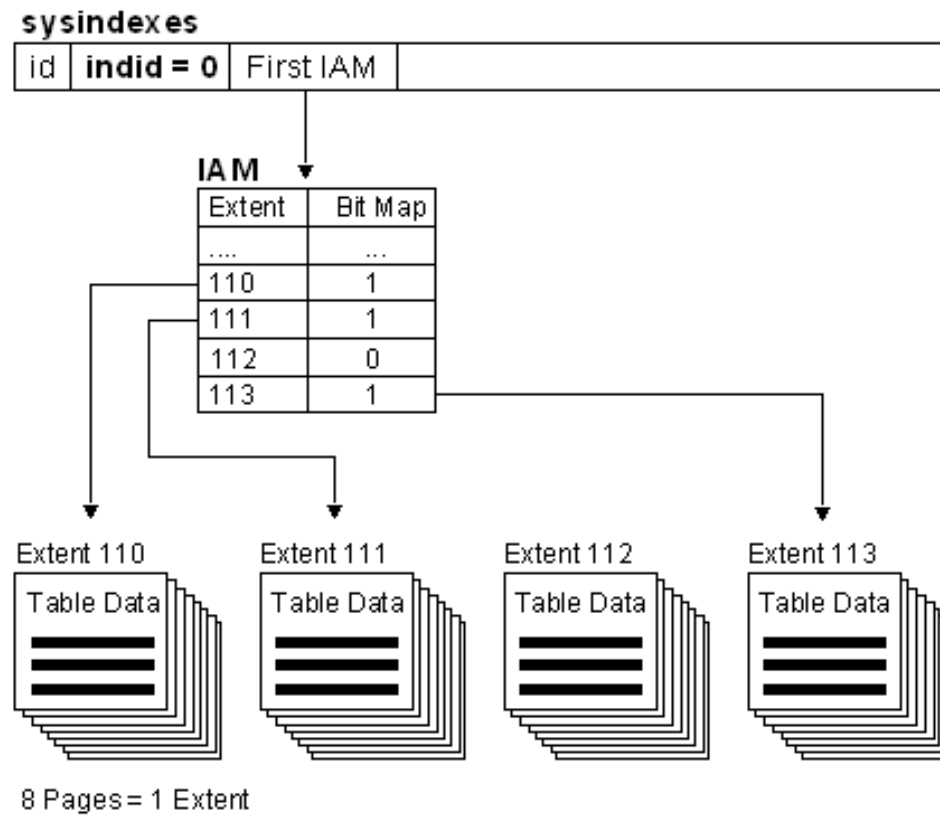 sysindexes
id indid = 0 First IAM
IAM
Extent Bit Map
.... ...
110 1
111 1
112 0
113 1
Extent 110 Extent 111 Extent 112 Extent 113
Table Data Table Data Table Data Table Data
8 Pages = 1 Extent